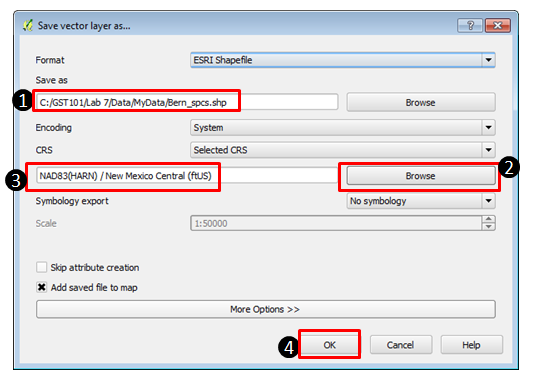 Save vector layer as...
Format ESRI Shapefile
Save as
1 C:/GST101/Lab 7/Data/MyData/Bern_spcs.shp Browse
Encoding System
CRS Selected CRS
3 NAD83(HARN) / New Mexico Central (ftUS) Browse 2
Symbology export No symbology
Scale 1:50000
Skip attribute creation
Add saved file to map
More Options >>
4 OK Cancel Help